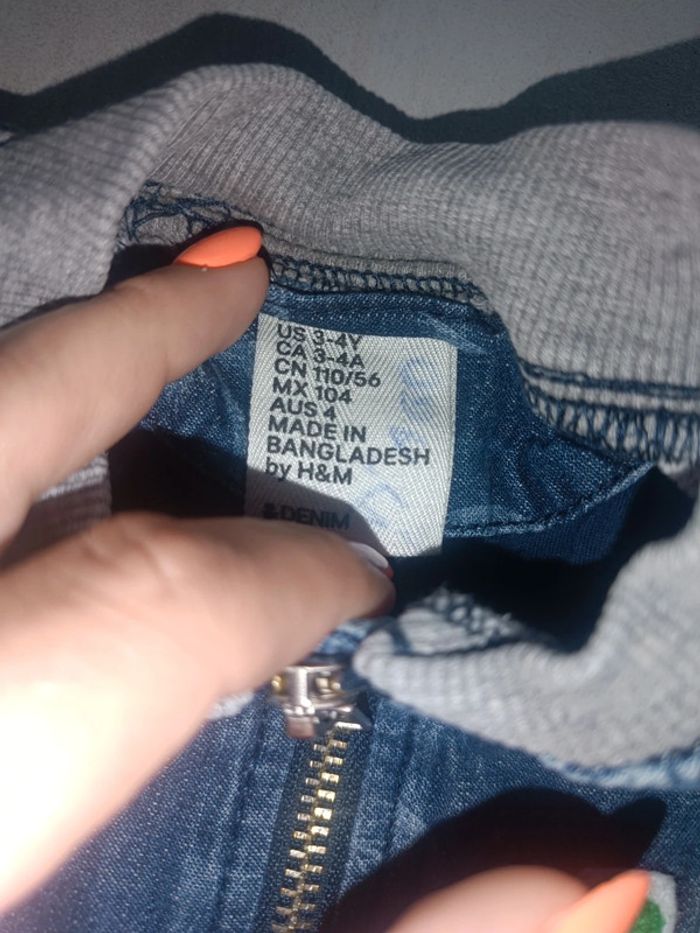 US 3-4Y
CA 3-4A
CN 110/56
MX 104
AUS 4
MADE IN
BANGLADESH
by H&M
&DENIM